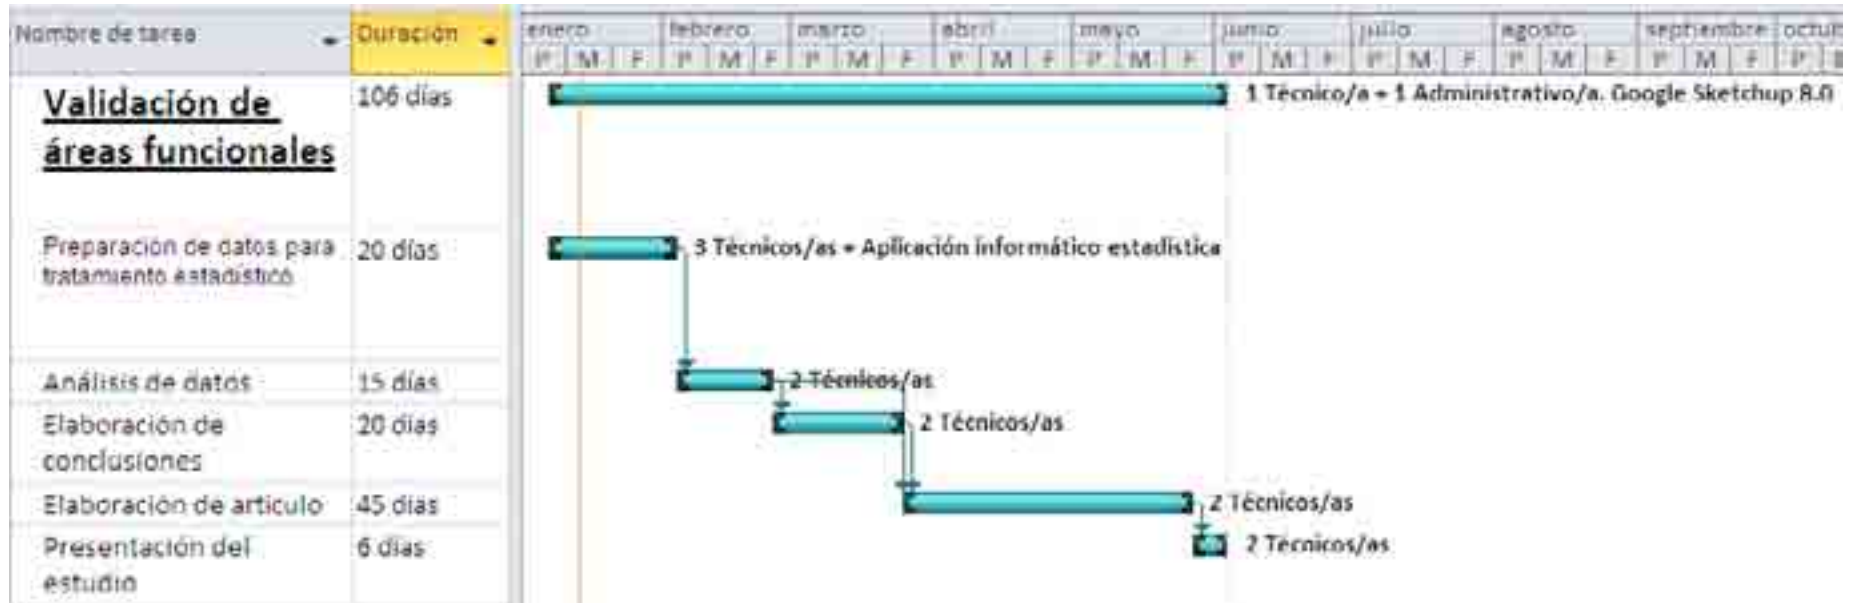 Nombre de tarea Duración enero febrero marzo abril mayo junio julio agosto septiembre octub
P M F P M F P M F P M F P M F P M F P M F P M F P M F P
Validación de 106 días 1 Técnico/a + 1 Administrativo/a. Google Sketchup 8.0
áreas funcionales
Preparación de datos para 20 días 3 Técnicos/as + Aplicación informático estadística
tratamiento estadístico
Análisis de datos 15 días 2 Técnicos/as
Elaboración de 20 días 2 Técnicos/as
conclusiones
Elaboración de artículo 45 días 2 Técnicos/as
Presentación del 6 días 2 Técnicos/as
estudio